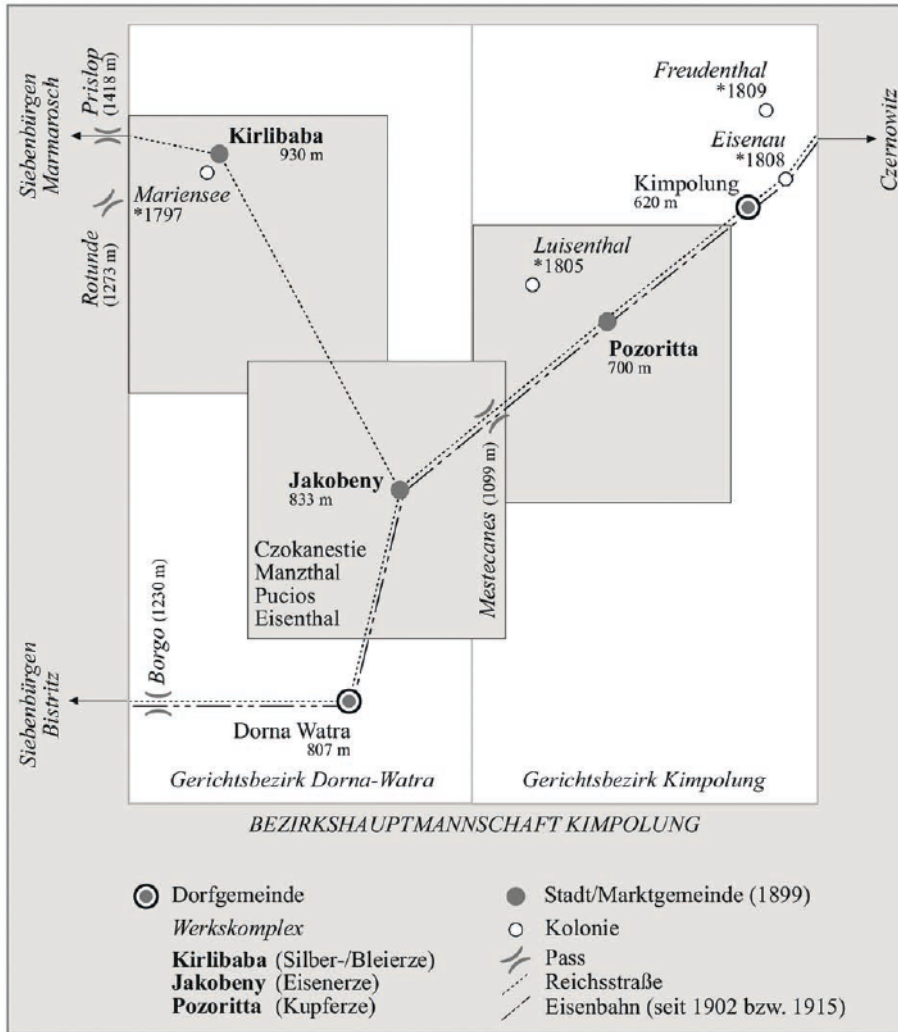 Siebenbürgen
Marmarosch
Prislop
(1418 m)
Kirlibaba
930 m
Mariensee
*1797
Rotunde
(1273 m)
Freudenthal
*1809
Eisenau
*1808
Kimpolung
620 m
Czernowitz
Luisenthal
*1805
Pozoritta
700 m
Jakobeny
833 m
Mestecanes (1099 m)
Czokanestie
Manzthal
Pucios
Eisenthal
Borgo (1230 m)
Siebenbürgen
Bistritz
Dorna Watra
807 m
Gerichtsbezirk Dorna-Watra
Gerichtsbezirk Kimpolung
BEZIRKSHAUPTMANNSCHAFT KIMPOLUNG
Dorfgemeinde
Werkskomplex
Kirlibaba (Silber-/Bleierze)
Jakobeny (Eisenerze)
Pozoritta (Kupferze)
Stadt/Marktgemeinde (1899)
Kolonie
Pass
Reichsstraße
Eisenbahn (seit 1902 bzw. 1915)